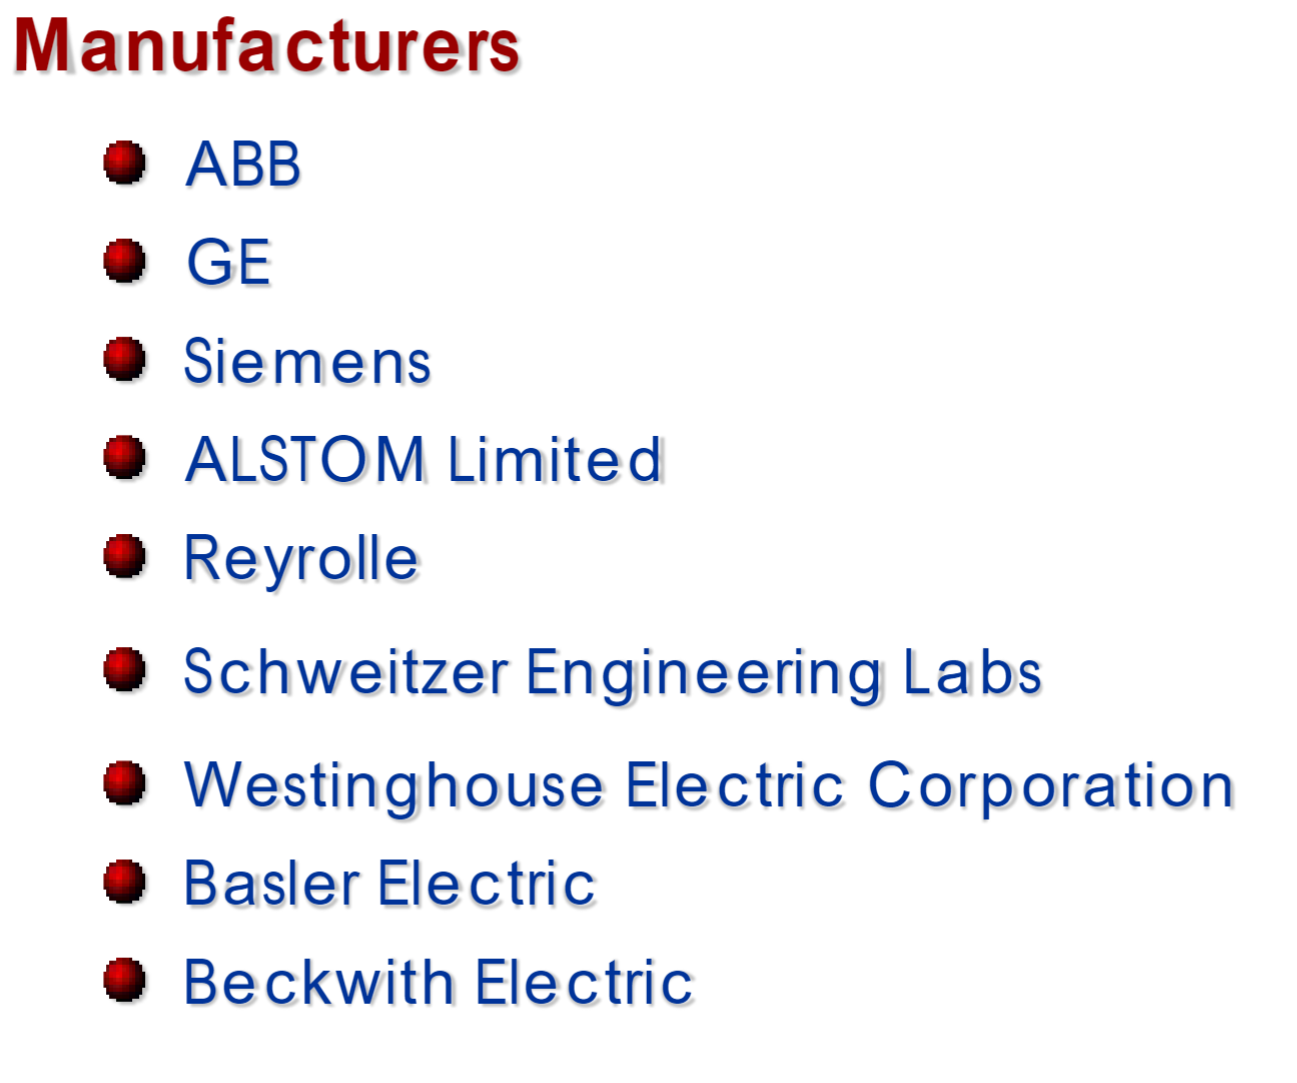 Manufacturers
ABB
GE
Siemens
ALSTOM Limited
Reyrolle
Schweitzer Engineering Labs
Westinghouse Electric Corporation
Basler Electric
Beckwith Electric